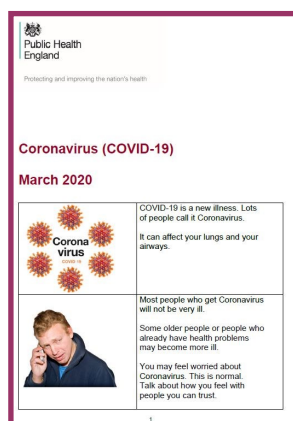 Public Health
England
Protecting and improving the nation's health
Coronavirus (COVID-19)
March 2020
Corona
virus
COVID 19
COVID-19 is a new illness. Lots
of people call it Coronavirus.
It can affect your lungs and your
airways.
Most people who get Coronavirus
will not be very ill.
Some older people or people who
already have health problems
may become more ill.
You may feel worried about
Coronavirus. This is normal.
Talk about how you feel with
people you can trust.
1